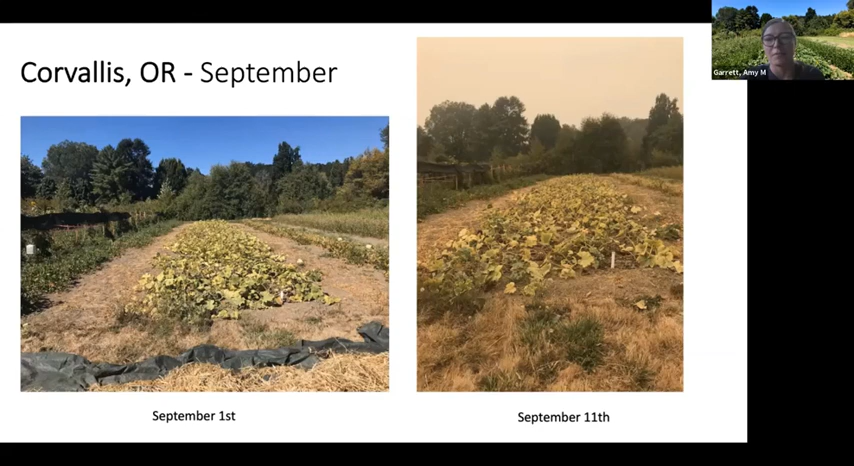 Corvallis, OR - September
Garrett, Amy M
September 1st
September 11th